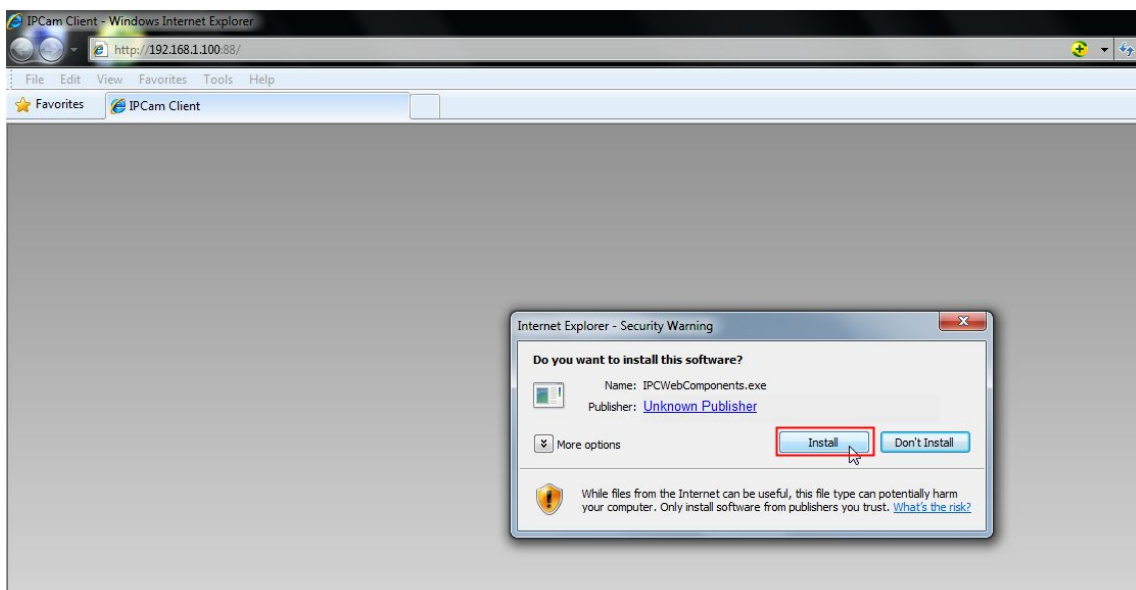 IPCam Client - Windows Internet Explorer
http://192.168.1.100:88/
File Edit View Favorites Tools Help
Favorites IPCam Client
Internet Explorer - Security Warning
Do you want to install this software?
Name: IPCWebComponents.exe
Publisher: Unknown Publisher
More options Install Don't Install
While files from the Internet can be useful, this file type can potentially harm
your computer. Only install software from publishers you trust. What's the risk?